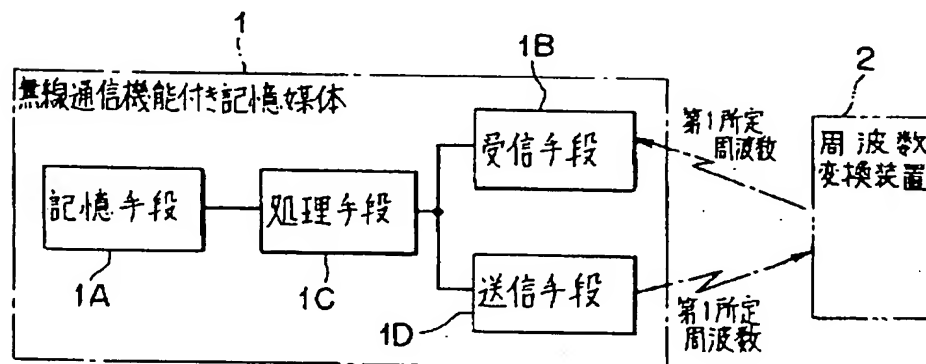 1
無線通信機能付き記憶媒体
1B
受信手段
第1所定
周波数
2
周波数
変換装置
記憶手段
1A
処理手段
1C
送信手段
1D
第1所定
周波数